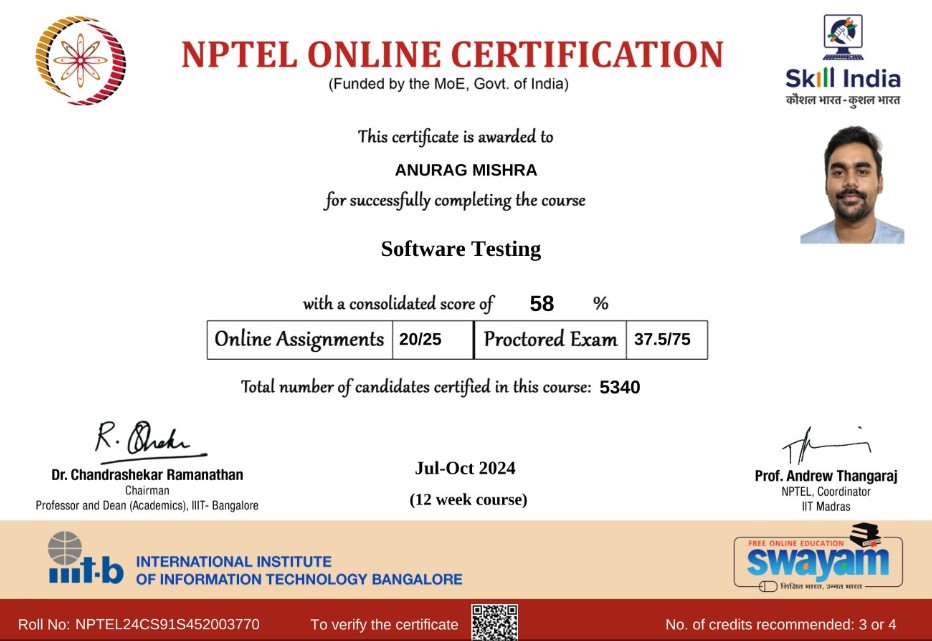 NPTEL ONLINE CERTIFICATION
(Funded by the MoE, Govt. of India)
Skill India
कौशल भारत-कुशल भारत
This certificate is awarded to
ANURAG MISHRA
for successfully completing the course
Software Testing
with a consolidated score of 58 %
Online Assignments 20/25 Proctored Exam 37.5/75
Total number of candidates certified in this course: 5340
R.
Dr. Chandrashekar Ramanathan
Chairman
Professor and Dean (Academics), IIIT- Bangalore
Jul-Oct 2024
(12 week course)
Prof. Andrew Thangaraj
NPTEL, Coordinator
IIT Madras
iiit-b
INTERNATIONAL INSTITUTE
OF INFORMATION TECHNOLOGY BANGALORE
FREE ONLINE EDUCATION
swayam
शिक्षित भारत, उन्नत भारत
Roll No: NPTEL24CS91S452003770 To verify the certificate No. of credits recommended: 3 or 4